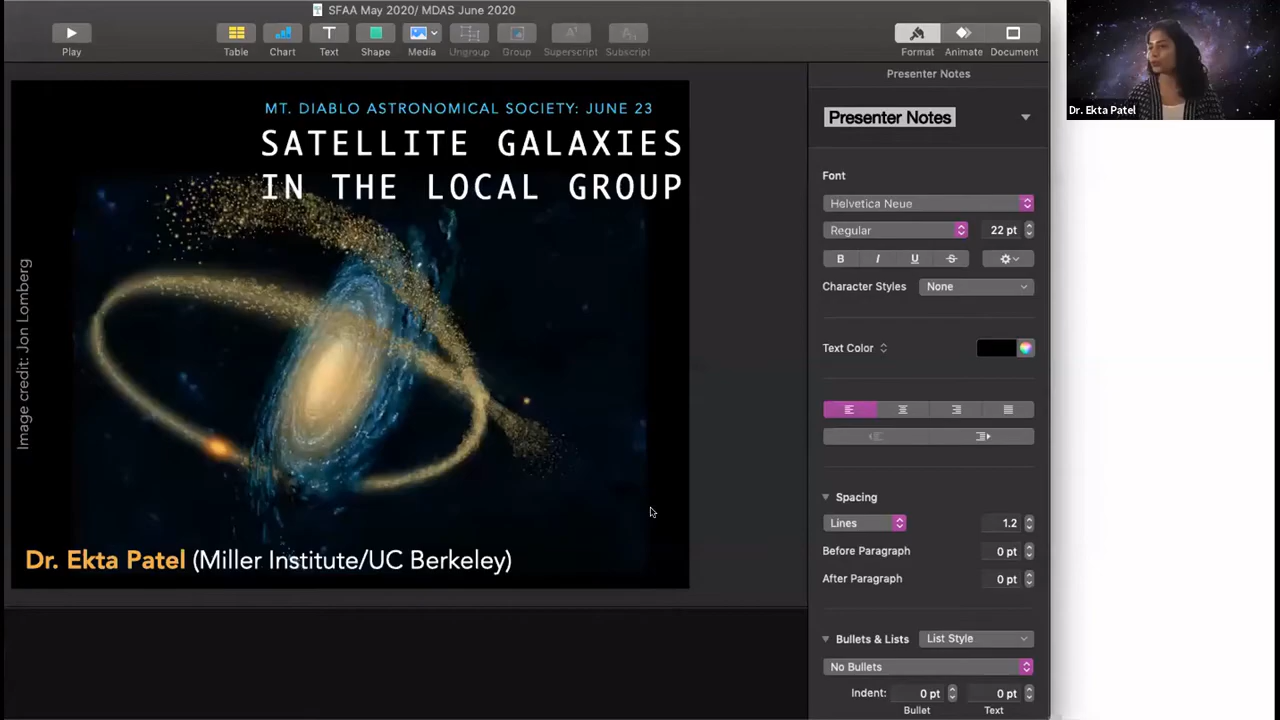 SFAA May 2020/ MDAS June 2020
Play
Table
Chart
Text
Shape
Media
Ungroup
Group
Superscript
Subscript
Format
Animate
Document
MT. DIABLO ASTRONOMICAL SOCIETY: JUNE 23
SATELLITE GALAXIES
IN THE LOCAL GROUP
Image credit: Jon Lomberg
Dr. Ekta Patel (Miller Institute/UC Berkeley)
Presenter Notes
Presenter Notes
Font
Helvetica Neue
Regular 22 pt
B I U S
Character Styles None
Text Color
Spacing
Lines 1.2
Before Paragraph 0 pt
After Paragraph 0 pt
Bullets & Lists List Style
No Bullets
Indent: 0 pt 0 pt
Bullet Text
Dr. Ekta Patel